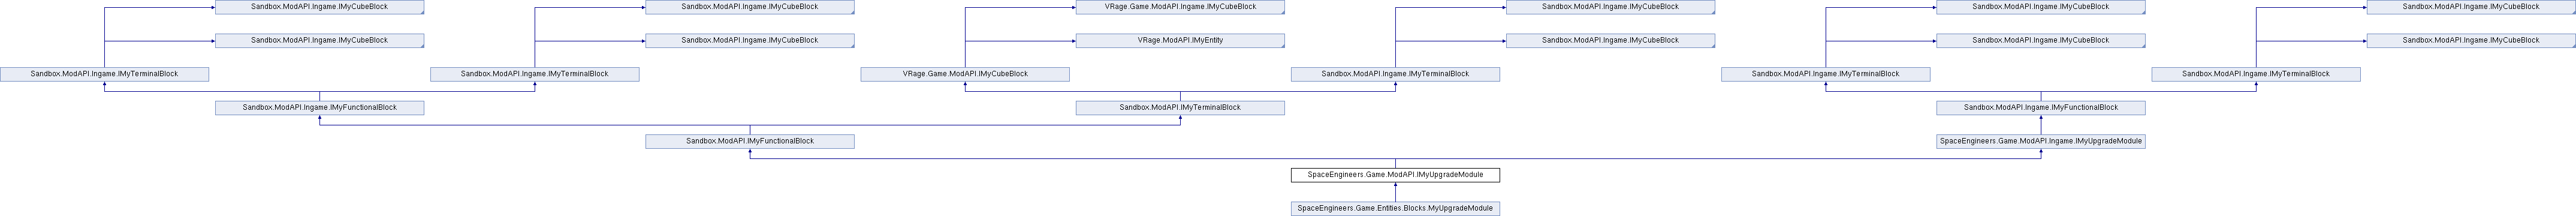 Sandbox.ModAPI.Ingame.IMyCubeBlock
Sandbox.ModAPI.Ingame.IMyCubeBlock
VRage.Game.ModAPI.Ingame.IMyCubeBlock
Sandbox.ModAPI.Ingame.IMyCubeBlock
Sandbox.ModAPI.Ingame.IMyCubeBlock
Sandbox.ModAPI.Ingame.IMyCubeBlock
Sandbox.ModAPI.Ingame.IMyCubeBlock
Sandbox.ModAPI.Ingame.IMyCubeBlock
VRage.ModAPI.IMyEntity
Sandbox.ModAPI.Ingame.IMyCubeBlock
Sandbox.ModAPI.Ingame.IMyCubeBlock
Sandbox.ModAPI.Ingame.IMyCubeBlock
Sandbox.ModAPI.Ingame.IMyTerminalBlock
Sandbox.ModAPI.Ingame.IMyTerminalBlock
VRage.Game.ModAPI.IMyCubeBlock
Sandbox.ModAPI.Ingame.IMyTerminalBlock
Sandbox.ModAPI.Ingame.IMyTerminalBlock
Sandbox.ModAPI.Ingame.IMyTerminalBlock
Sandbox.ModAPI.Ingame.IMyFunctionalBlock
Sandbox.ModAPI.IMyTerminalBlock
Sandbox.ModAPI.Ingame.IMyFunctionalBlock
Sandbox.ModAPI.IMyFunctionalBlock
SpaceEngineers.Game.ModAPI.Ingame.IMyUpgradeModule
SpaceEngineers.Game.ModAPI.IMyUpgradeModule
SpaceEngineers.Game.Entities.Blocks.MyUpgradeModule